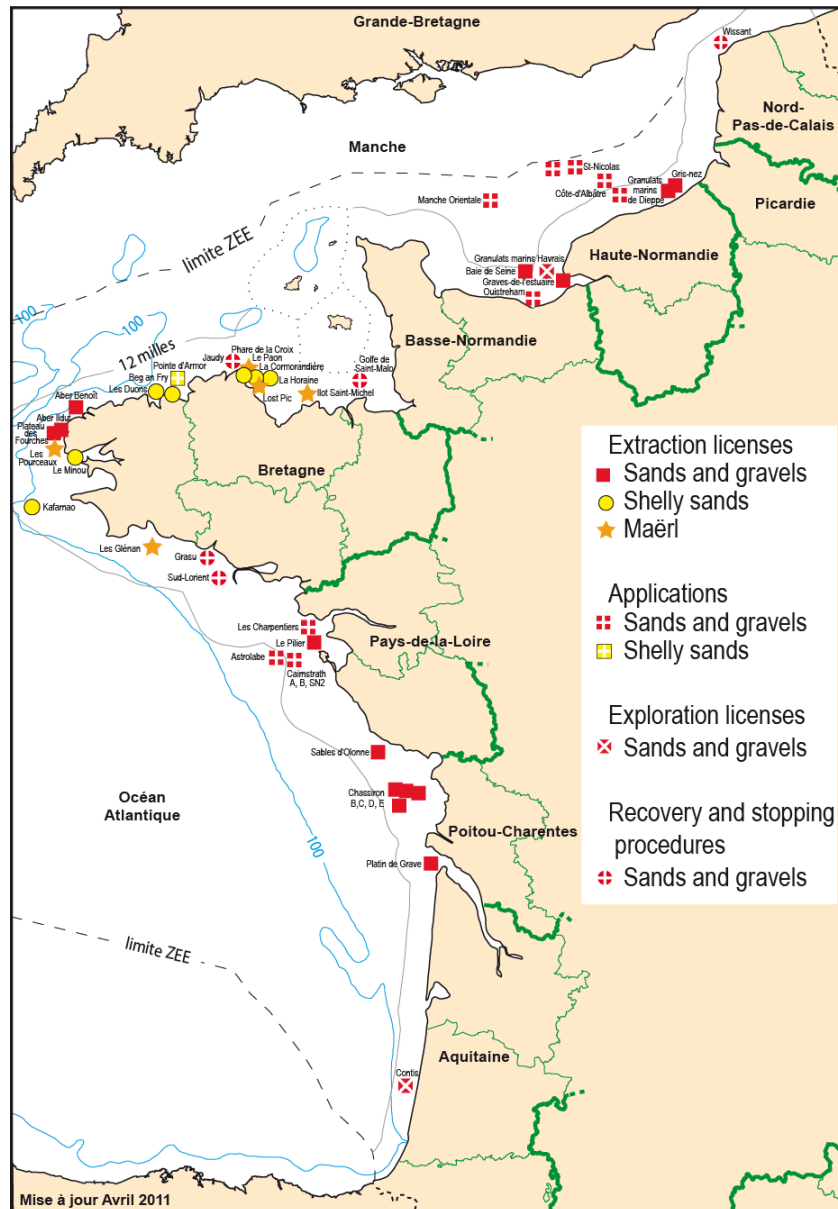 Grande-Bretagne
Wissant
Nord-
Pas-de-Calais
Manche
St-Nicolas
Gris-nez
Granulats
marins
de Dieppe
Côte-d'Albâtre
Manche Orientale
Picardie
limite ZEE
Haute-Normandie
Granulats marins Havrais
Baie de Seine
Graves-de-l'estuaire
Ouistreham
100
100
12 milles
Basse-Normandie
Phare de la Croix
Le Paon
La Cormorandière
Jaudy
Pointe d'Armor
Beg an Fry
Les Duons
La Horaine
Lost Pic
Golfe de
Saint-Malo
Ilot Saint-Michel
Aber Benoît
Aber Ildut
Plateau
des
Fourches
Les
Pourceaux
Le Minou
Bretagne
Kafarnao
Les Glénan
Grasu
Sud-Lorient
Les Charpentiers
Le Pilier
Astrolabe
Cairnstrath
A, B, SN2
Pays-de-la-Loire
Sables d'Olonne
Chassiron
B,C, D, E
Océan
Atlantique
100
Poitou-Charentes
Platin de Grave
limite ZEE
Aquitaine
Contis
Extraction licenses
Sands and gravels
Shelly sands
Maërl
Applications
Sands and gravels
Shelly sands
Exploration licenses
Sands and gravels
Recovery and stopping
procedures
Sands and gravels
Mise à jour Avril 2011